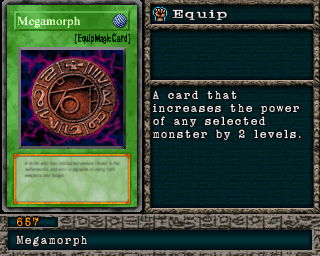 Megamorph
[EquipMagicCard]
Equip
A card that
increases the power
of any selected
monster by 2 levels.
657
Megamorph